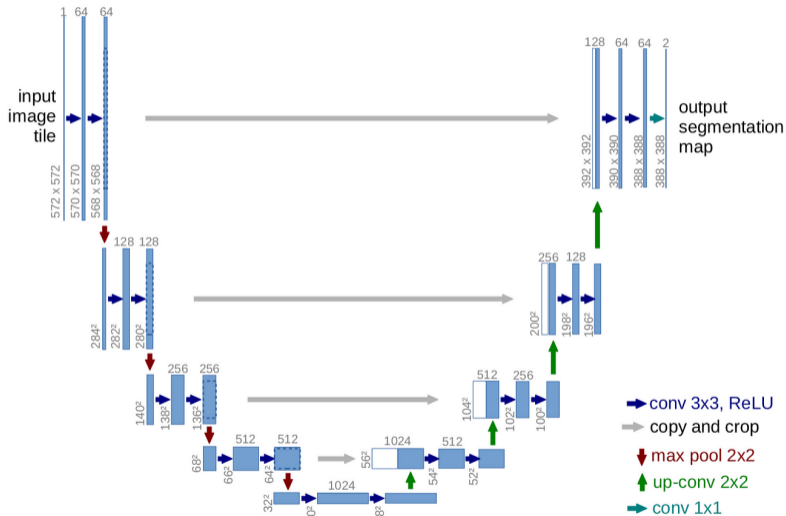 1
64
64
128
64
64
2
input
image
tile
output
segmentation
map
572 x 572
570 x 570
568 x 568
392 x 392
390 x 390
388 x 388
388 x 388
128
128
256
128
284²
282²
280²
200²
198²
196²
256
256
512
256
140²
138²
136²
104²
102²
100²
conv 3x3, ReLU
copy and crop
max pool 2x2
up-conv 2x2
conv 1x1
512
512
1024
512
68²
66²
64²
56²
54²
52²
1024
32²
0²
8²